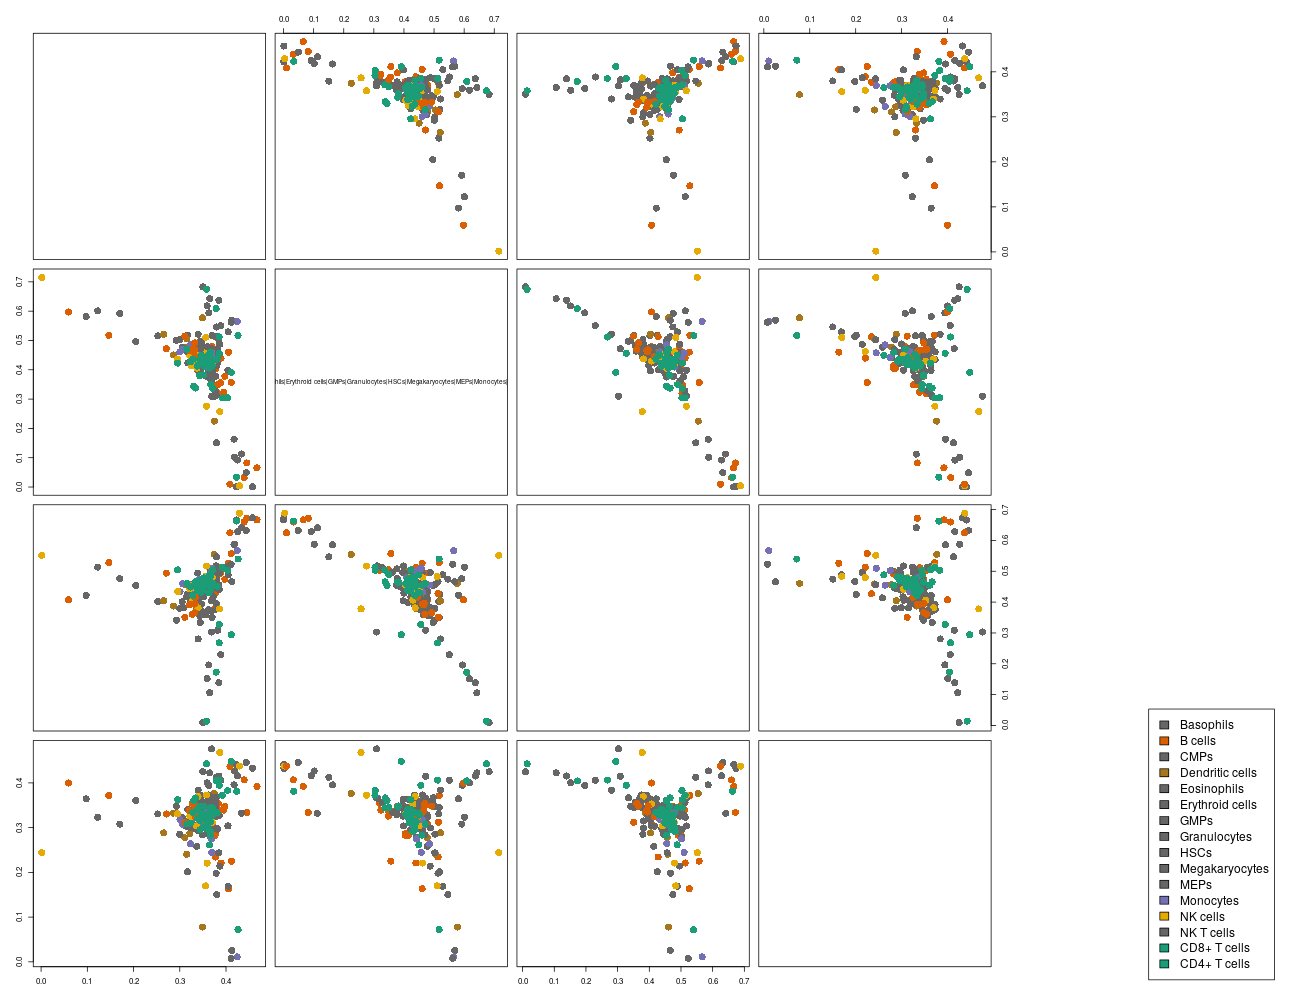 0.0 0.1 0.2 0.3 0.4 0.5 0.6 0.7
0.0 0.1 0.2 0.3 0.4
0.4
0.3
0.2
0.1
0.0
0.7
0.6
0.5
0.4
0.3
0.2
0.1
0.0
hils|Erythroid cells|GMPs|Granulocytes|HSCs|Megakaryocytes|MEPs|Monocytes|
0.7
0.6
0.5
0.4
0.3
0.2
0.1
0.0
0.4
0.3
0.2
0.1
0.0
0.0 0.1 0.2 0.3 0.4
0.0 0.1 0.2 0.3 0.4 0.5 0.6 0.7
Basophils
B cells
CMPs
Dendritic cells
Eosinophils
Erythroid cells
GMPs
Granulocytes
HSCs
Megakaryocytes
MEPs
Monocytes
NK cells
NK T cells
CD8+ T cells
CD4+ T cells